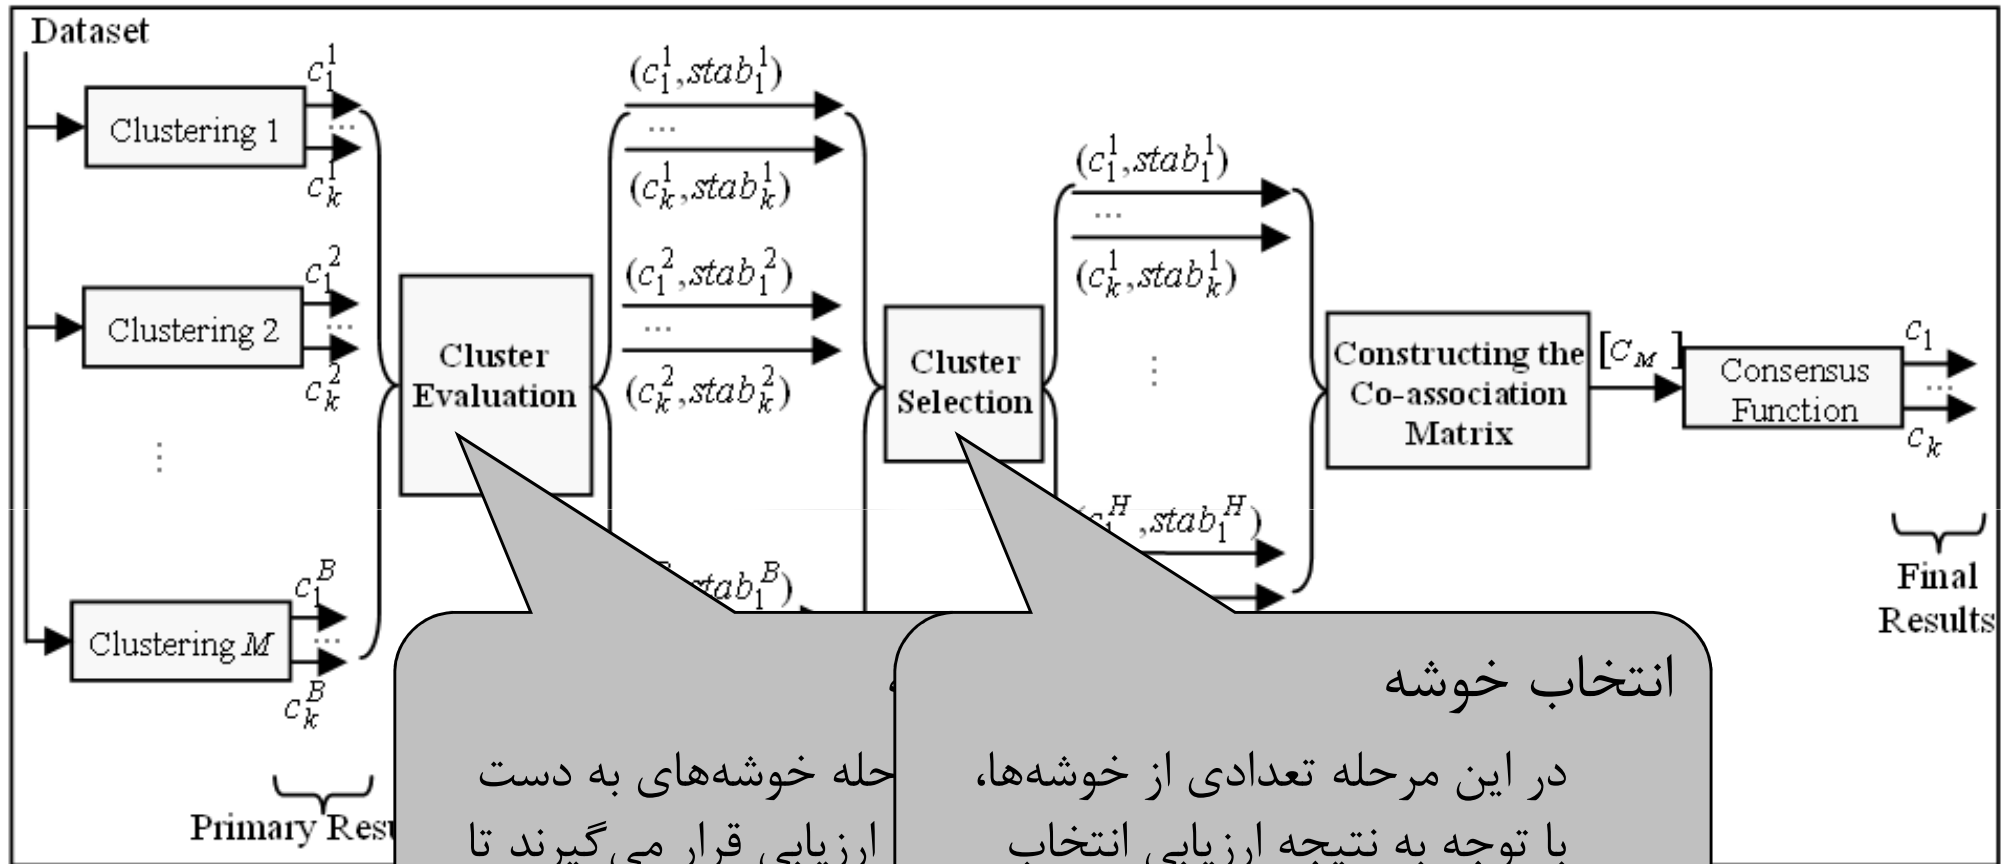 Dataset
Clustering 1
c_1^1
...
c_k^1
Clustering 2
c_1^2
...
c_k^2
⋮
Clustering M
c_1^B
...
c_k^B
Cluster
Evaluation
(c_1^1,stab_1^1)
...
(c_k^1,stab_k^1)
(c_1^2,stab_1^2)
...
(c_k^2,stab_k^2)
stab_1^B)
Cluster
Selection
(c_1^1,stab_1^1)
...
(c_k^1,stab_k^1)
⋮
(c_1^H,stab_1^H)
Constructing the
Co-association
Matrix
[C_M]
Consensus
Function
c_1
...
c_k
Final
Results
Primary
خوشه‌های به دست
ارزیابی قرار می‌گیرند تا
انتخاب خوشه
در این مرحله تعدادی از خوشه‌ها،
با توجه به نتیجه ارزیابی انتخاب